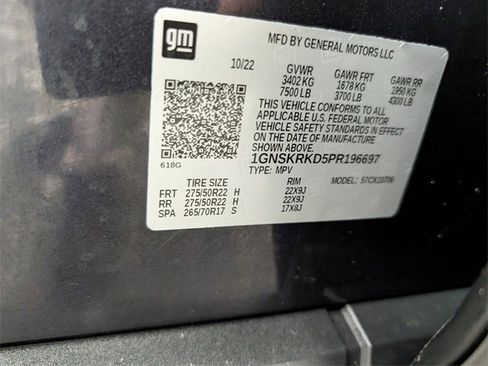 gm
MFD BY GENERAL MOTORS LLC
10/22 GVWR GAWR FRT GAWR RR
3402 KG 1678 KG 1950 KG
7500 LB 3700 LB 4300 LB
THIS VEHICLE CONFORMS TO ALL
APPLICABLE U.S. FEDERAL MOTOR
VEHICLE SAFETY STANDARDS IN EFFECT
ON THE DATE OF MANUFACTURE
SHOWN ABOVE.
1GNSKRKD5PR196697
618G
TYPE: MPV MODEL:
TIRE SIZE RIM
FRT 275/50R22 H 22X9J
RR 275/50R22 H 22X9J
SPA 265/70R17 S 17X8J